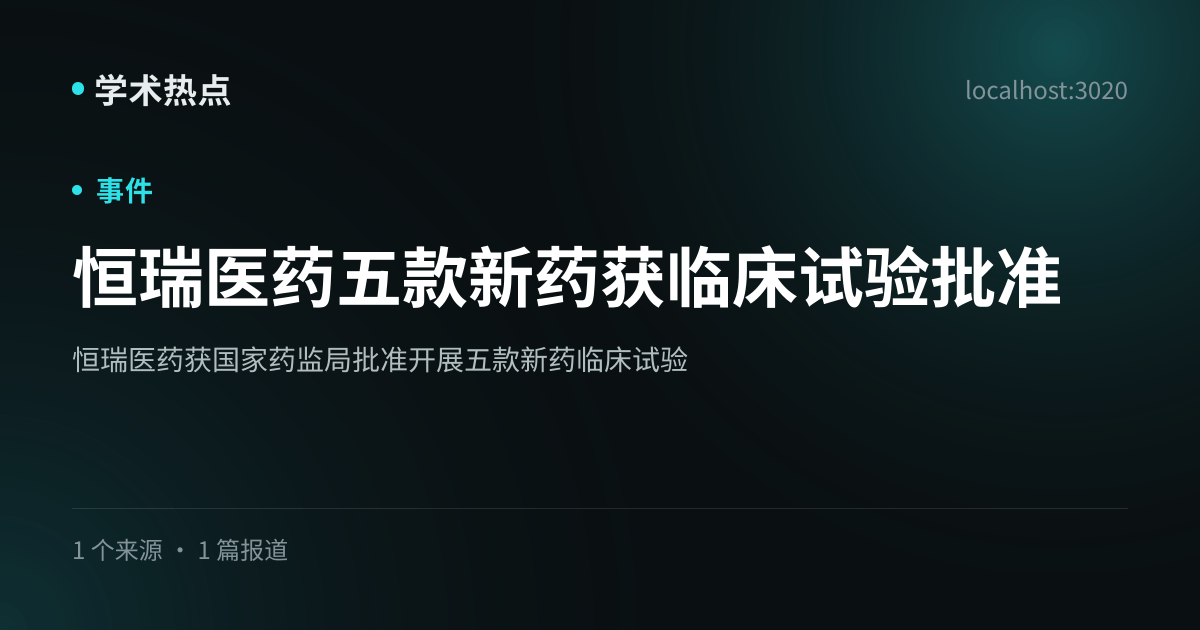 学术热点
localhost:3020
事件
恒瑞医药五款新药获临床试验批准
恒瑞医药获国家药监局批准开展五款新药临床试验
1 个来源 · 1 篇报道